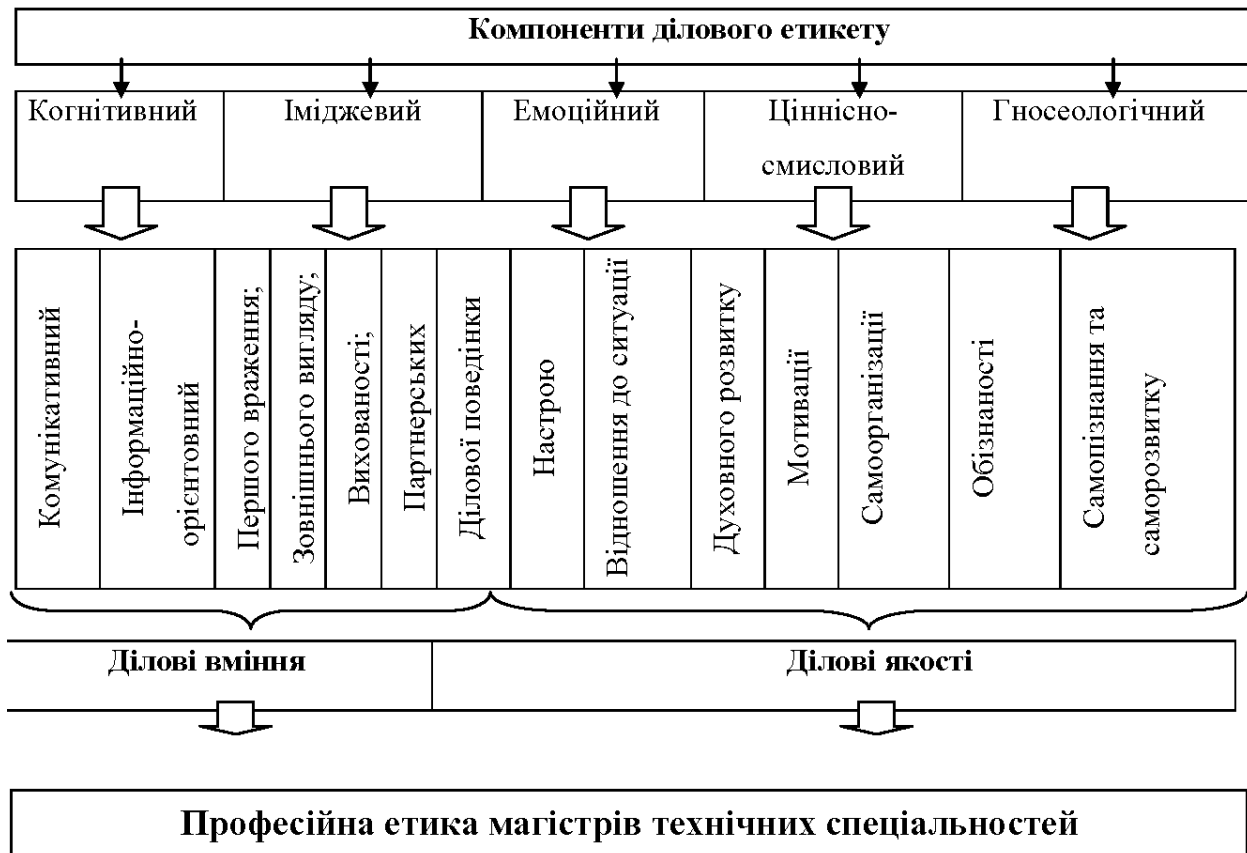 Компоненти ділового етикету
Когнітивний
Іміджевий
Емоційний
Ціннісно-
смисловий
Гносеологічний
Комунікативний
Інформаційно-
орієнтовний
Першого враження;
Зовнішнього вигляду;
Вихованості;
Партнерських
Ділової поведінки
Настрою
Відношення до ситуації
Духовного розвитку
Мотивації
Самоорганізації
Обізнаності
Самопізнання та
саморозвитку
Ділові вміння
Ділові якості
Професійна етика магістрів технічних спеціальностей